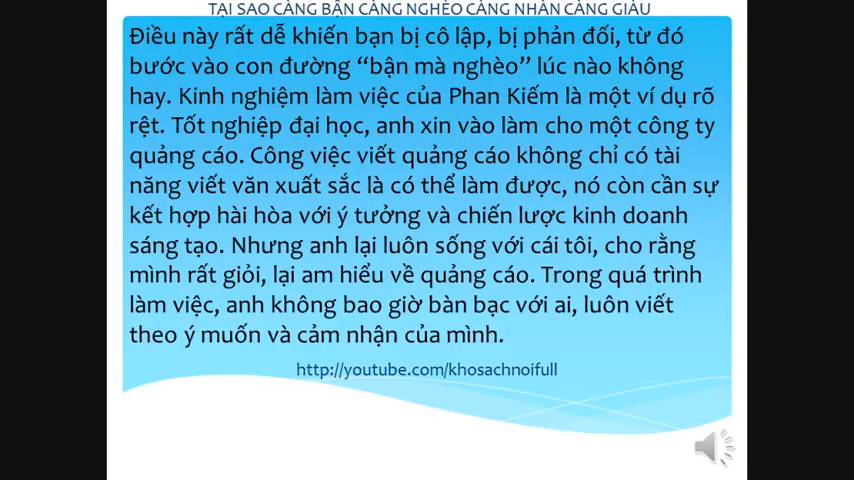 TẠI SAO CÀNG BẬN CÀNG NGHÈO CÀNG NHÀN CÀNG GIÀU
Điều này rất dễ khiến bạn bị cô lập, bị phản đối, từ đó
bước vào con đường “bận mà nghèo” lúc nào không
hay. Kinh nghiệm làm việc của Phan Kiếm là một ví dụ rõ
rệt. Tốt nghiệp đại học, anh xin vào làm cho một công ty
quảng cáo. Công việc viết quảng cáo không chỉ có tài
năng viết văn xuất sắc là có thể làm được, nó còn cần sự
kết hợp hài hòa với ý tưởng và chiến lược kinh doanh
sáng tạo. Nhưng anh lại luôn sống với cái tôi, cho rằng
mình rất giỏi, lại am hiểu về quảng cáo. Trong quá trình
làm việc, anh không bao giờ bàn bạc với ai, luôn viết
theo ý muốn và cảm nhận của mình.
http://youtube.com/khosachnoifull